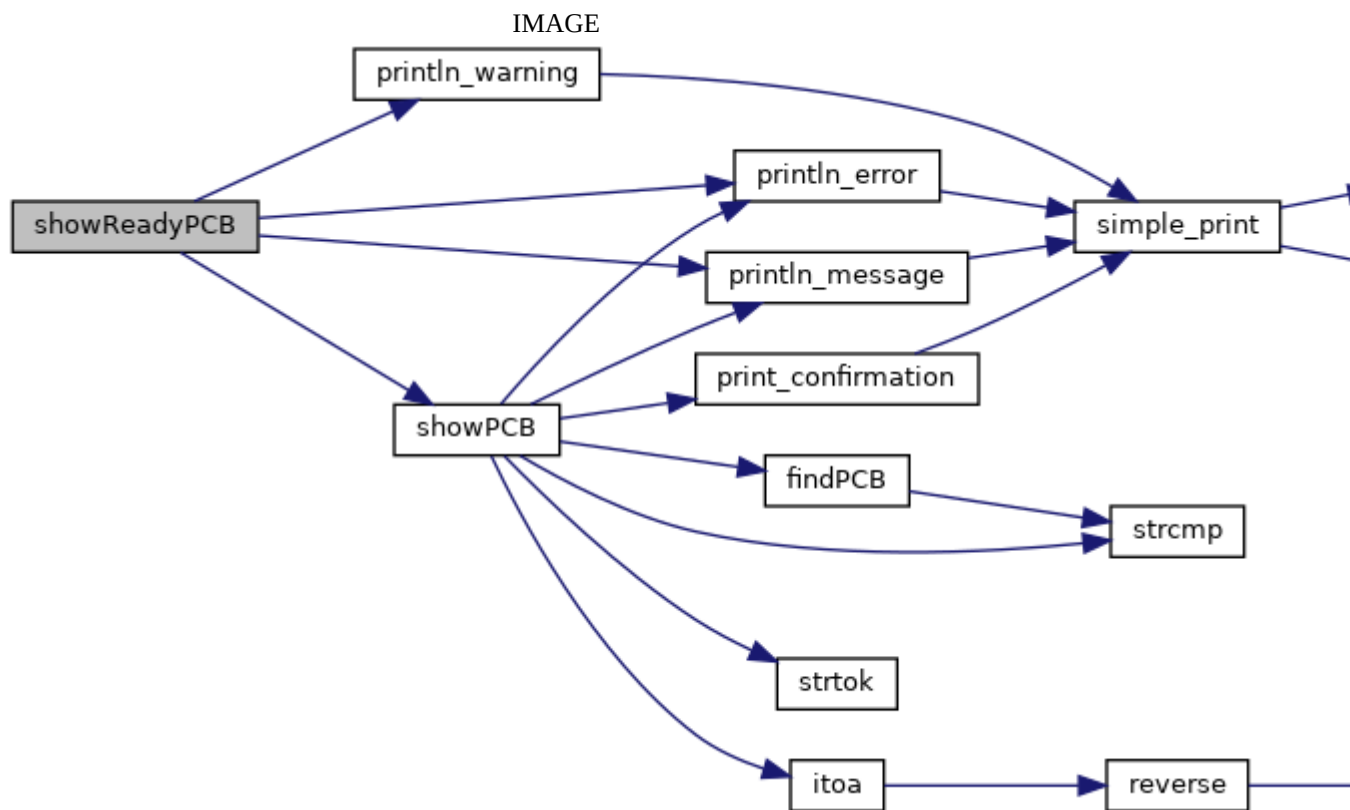 IMAGE
println_warning
println_error
showReadyPCB
simple_print
println_message
print_confirmation
showPCB
findPCB
strcmp
strtok
itoa
reverse